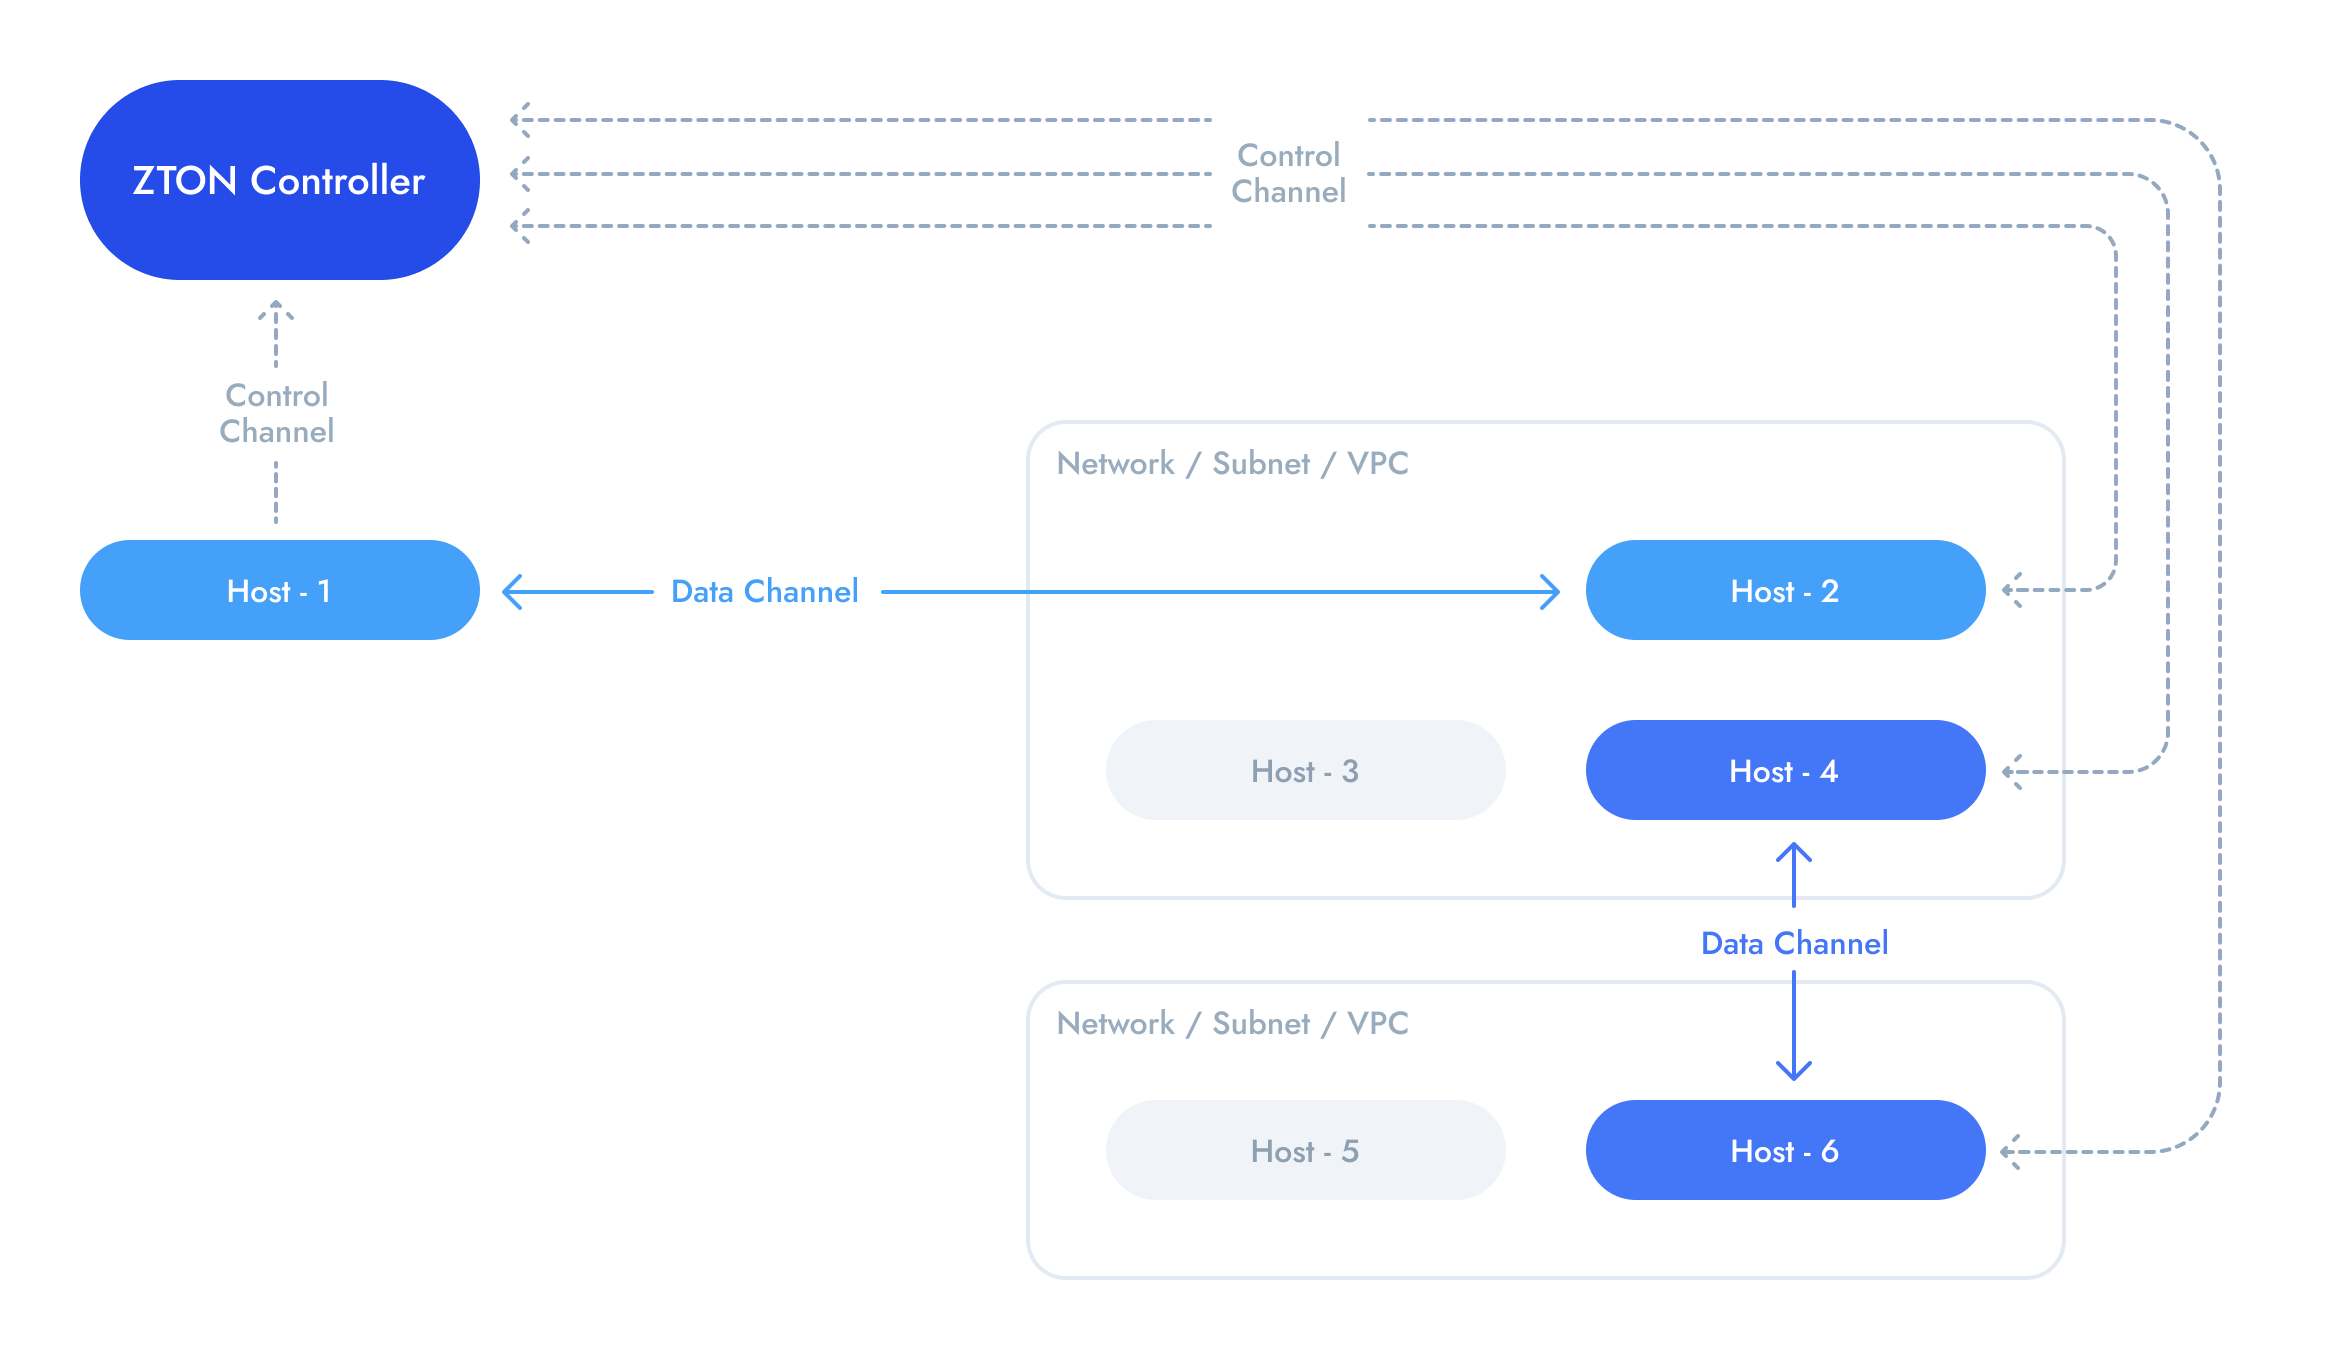 ZTON Controller
Control
Channel
Control
Channel
Network / Subnet / VPC
Host - 1
Data Channel
Host - 2
Host - 3
Host - 4
Data Channel
Network / Subnet / VPC
Host - 5
Host - 6